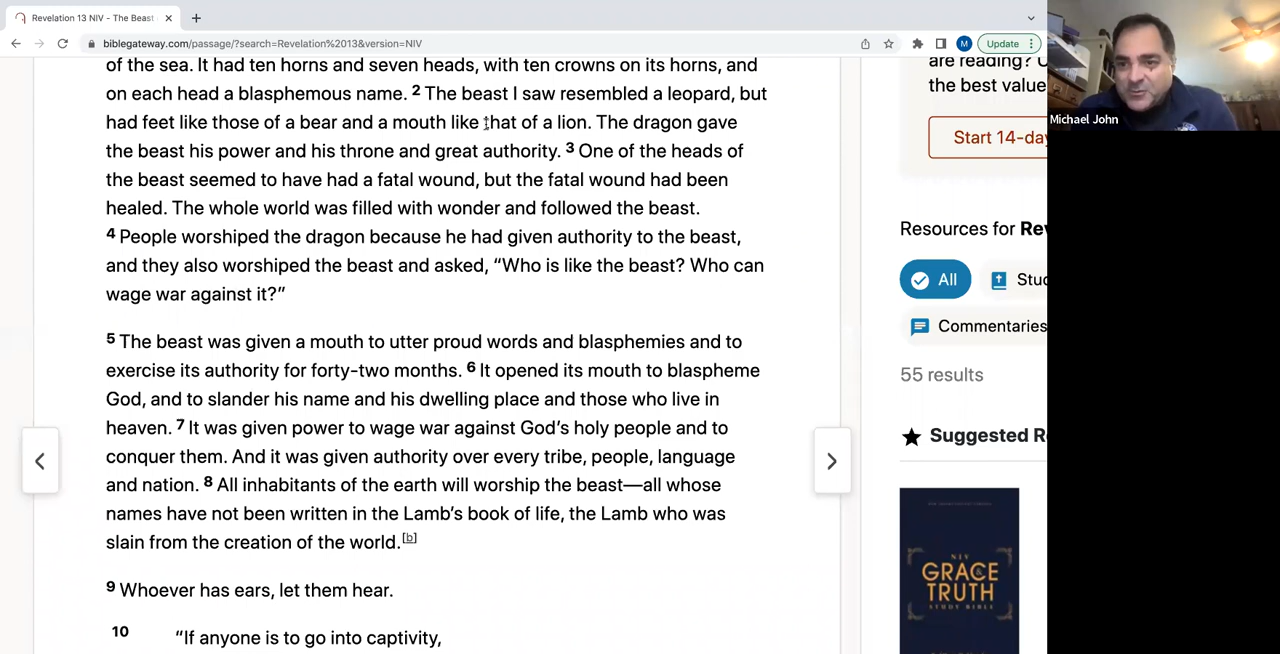 Revelation 13 NIV - The Beast
biblegateway.com/passage/?search=Revelation%2013&version=NIV
M
Update
of the sea. It had ten horns and seven heads, with ten crowns on its horns, and
on each head a blasphemous name. 2 The beast I saw resembled a leopard, but
had feet like those of a bear and a mouth like that of a lion. The dragon gave
the beast his power and his throne and great authority. 3 One of the heads of
the beast seemed to have had a fatal wound, but the fatal wound had been
healed. The whole world was filled with wonder and followed the beast.
4 People worshiped the dragon because he had given authority to the beast,
and they also worshiped the beast and asked, “Who is like the beast? Who can
wage war against it?”
5 The beast was given a mouth to utter proud words and blasphemies and to
exercise its authority for forty-two months. 6 It opened its mouth to blaspheme
God, and to slander his name and his dwelling place and those who live in
heaven. 7 It was given power to wage war against God’s holy people and to
conquer them. And it was given authority over every tribe, people, language
and nation. 8 All inhabitants of the earth will worship the beast—all whose
names have not been written in the Lamb’s book of life, the Lamb who was
slain from the creation of the world.[b]
9 Whoever has ears, let them hear.
10 “If anyone is to go into captivity,
are reading?
the best value
Start 14-day
Resources for Rev
All
Stud
Commentaries
55 results
Suggested R
NIV
GRACE
& TRUTH
STUDY BIBLE
Michael John